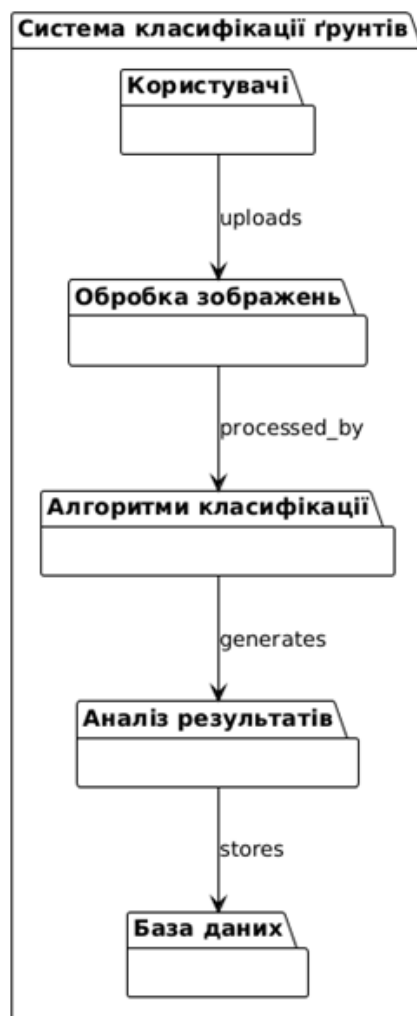 Система класифікації ґрунтів
Користувачі
uploads
Обробка зображень
processed_by
Алгоритми класифікації
generates
Аналіз результатів
stores
База даних